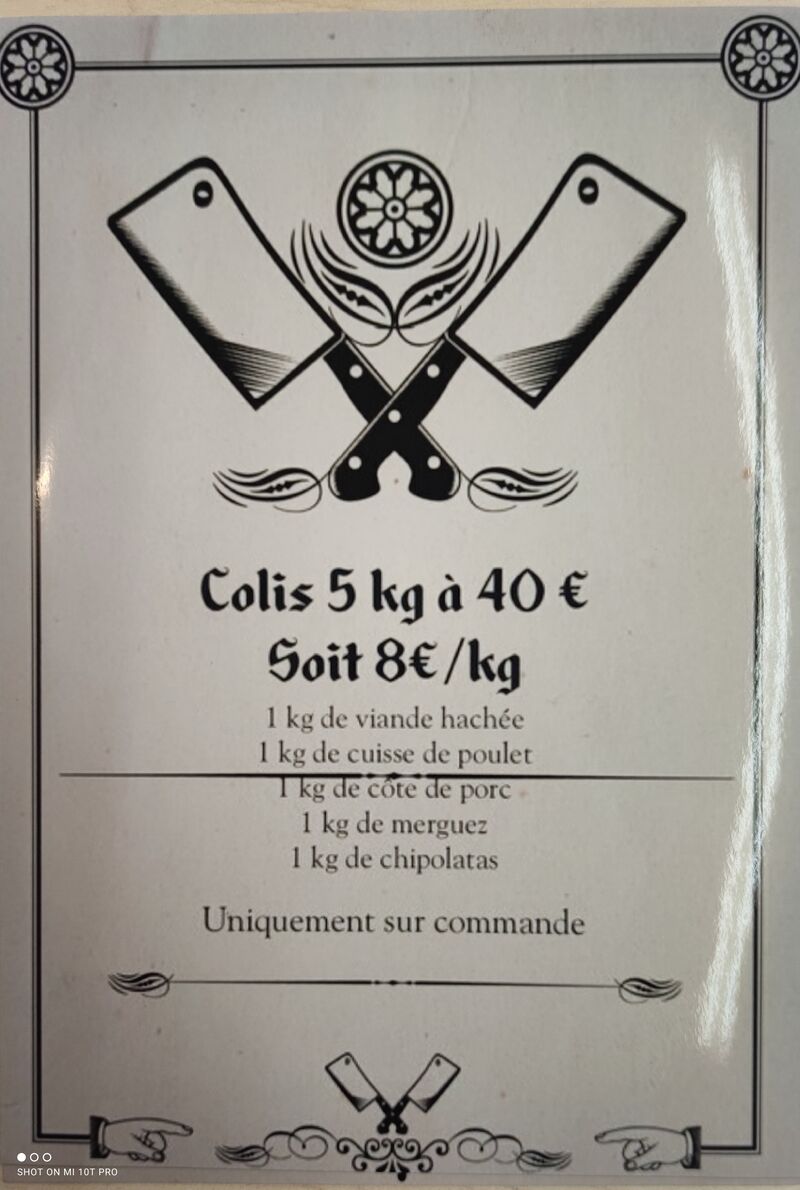 Colis 5 kg à 40 €
Soit 8€/kg
1 kg de viande hachée
1 kg de cuisse de poulet
1 kg de côte de porc
1 kg de merguez
1 kg de chipolatas
Uniquement sur commande
SHOT ON MI 10T PRO